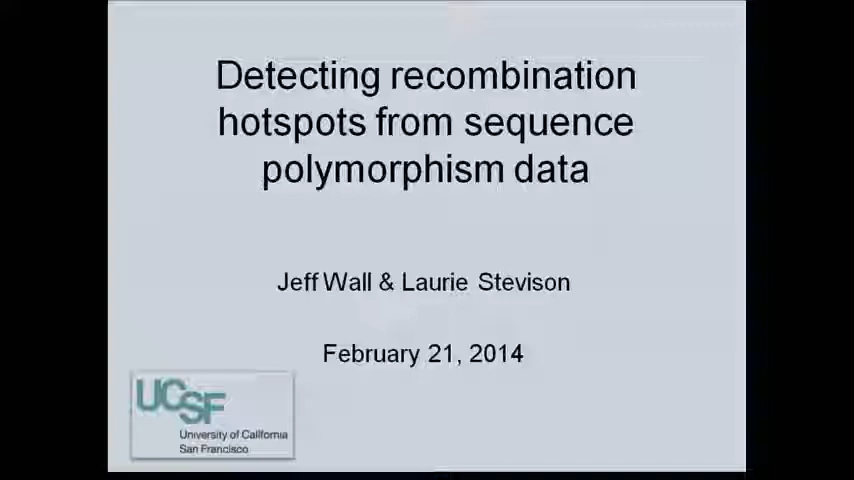 Detecting recombination
hotspots from sequence
polymorphism data
Jeff Wall & Laurie Stevison
February 21, 2014
UCSF
University of California
San Francisco